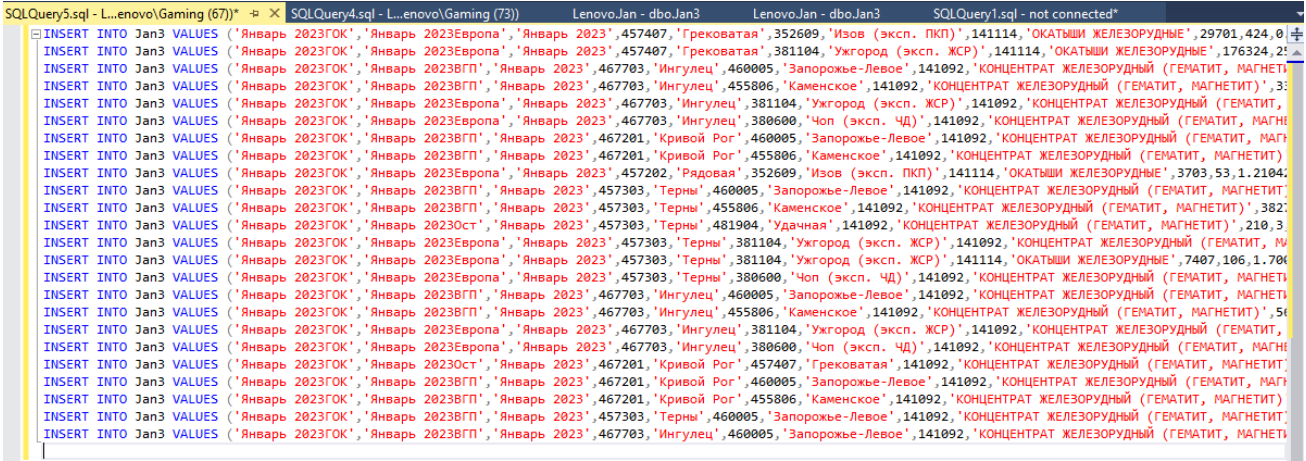 SQLQuery5.sql - L...enovo\Gaming (67))* SQLQuery4.sql - L...enovo\Gaming (73)) Lenovo.Jan - dbo.Jan3 Lenovo.Jan - dbo.Jan3 SQLQuery1.sql - not connected*
INSERT INTO Jan3 VALUES ('Январь 2023ГОК','Январь 2023Европа','Январь 2023',457407,'Грековатая',352609,'Изов (эксп. ПКП)',141114,'ОКАТЫШИ ЖЕЛЕЗОРУДНЫЕ',29701,424,0.
INSERT INTO Jan3 VALUES ('Январь 2023ГОК','Январь 2023Европа','Январь 2023',457407,'Грековатая',381104,'Ужгород (эксп. ЖСР)',141114,'ОКАТЫШИ ЖЕЛЕЗОРУДНЫЕ',176324,25
INSERT INTO Jan3 VALUES ('Январь 2023ГОК','Январь 2023ВГП','Январь 2023',467703,'Ингулец',460005,'Запорожье-Левое',141092,'КОНЦЕНТРАТ ЖЕЛЕЗОРУДНЫЙ (ГЕМАТИТ, МАГНЕТИ
INSERT INTO Jan3 VALUES ('Январь 2023ГОК','Январь 2023ВГП','Январь 2023',467703,'Ингулец',455806,'Каменское',141092,'КОНЦЕНТРАТ ЖЕЛЕЗОРУДНЫЙ (ГЕМАТИТ, МАГНЕТИТ)',33
INSERT INTO Jan3 VALUES ('Январь 2023ГОК','Январь 2023Европа','Январь 2023',467703,'Ингулец',381104,'Ужгород (эксп. ЖСР)',141092,'КОНЦЕНТРАТ ЖЕЛЕЗОРУДНЫЙ (ГЕМАТИТ,
INSERT INTO Jan3 VALUES ('Январь 2023ГОК','Январь 2023Европа','Январь 2023',467703,'Ингулец',380600,'Чоп (эксп. ЧД)',141092,'КОНЦЕНТРАТ ЖЕЛЕЗОРУДНЫЙ (ГЕМАТИТ, МАГНЕ
INSERT INTO Jan3 VALUES ('Январь 2023ГОК','Январь 2023ВГП','Январь 2023',467201,'Кривой Рог',460005,'Запорожье-Левое',141092,'КОНЦЕНТРАТ ЖЕЛЕЗОРУДНЫЙ (ГЕМАТИТ, МАГН
INSERT INTO Jan3 VALUES ('Январь 2023ГОК','Январь 2023ВГП','Январь 2023',467201,'Кривой Рог',455806,'Каменское',141092,'КОНЦЕНТРАТ ЖЕЛЕЗОРУДНЫЙ (ГЕМАТИТ, МАГНЕТИТ)
INSERT INTO Jan3 VALUES ('Январь 2023ГОК','Январь 2023Европа','Январь 2023',457202,'Рядовая',352609,'Изов (эксп. ПКП)',141114,'ОКАТЫШИ ЖЕЛЕЗОРУДНЫЕ',3703,53,1.21042
INSERT INTO Jan3 VALUES ('Январь 2023ГОК','Январь 2023ВГП','Январь 2023',457303,'Терны',460005,'Запорожье-Левое',141092,'КОНЦЕНТРАТ ЖЕЛЕЗОРУДНЫЙ (ГЕМАТИТ, МАГНЕТИТ)
INSERT INTO Jan3 VALUES ('Январь 2023ГОК','Январь 2023ВГП','Январь 2023',457303,'Терны',455806,'Каменское',141092,'КОНЦЕНТРАТ ЖЕЛЕЗОРУДНЫЙ (ГЕМАТИТ, МАГНЕТИТ)',3827
INSERT INTO Jan3 VALUES ('Январь 2023ГОК','Январь 2023Ост','Январь 2023',457303,'Терны',481904,'Удачная',141092,'КОНЦЕНТРАТ ЖЕЛЕЗОРУДНЫЙ (ГЕМАТИТ, МАГНЕТИТ)',210,3,
INSERT INTO Jan3 VALUES ('Январь 2023ГОК','Январь 2023Европа','Январь 2023',457303,'Терны',381104,'Ужгород (эксп. ЖСР)',141092,'КОНЦЕНТРАТ ЖЕЛЕЗОРУДНЫЙ (ГЕМАТИТ, МА
INSERT INTO Jan3 VALUES ('Январь 2023ГОК','Январь 2023Европа','Январь 2023',457303,'Терны',381104,'Ужгород (эксп. ЖСР)',141114,'ОКАТЫШИ ЖЕЛЕЗОРУДНЫЕ',7407,106,1.700
INSERT INTO Jan3 VALUES ('Январь 2023ГОК','Январь 2023Европа','Январь 2023',457303,'Терны',380600,'Чоп (эксп. ЧД)',141092,'КОНЦЕНТРАТ ЖЕЛЕЗОРУДНЫЙ (ГЕМАТИТ, МАГНЕТИ
INSERT INTO Jan3 VALUES ('Январь 2023ГОК','Январь 2023ВГП','Январь 2023',467703,'Ингулец',460005,'Запорожье-Левое',141092,'КОНЦЕНТРАТ ЖЕЛЕЗОРУДНЫЙ (ГЕМАТИТ, МАГНЕТИ
INSERT INTO Jan3 VALUES ('Январь 2023ГОК','Январь 2023ВГП','Январь 2023',467703,'Ингулец',455806,'Каменское',141092,'КОНЦЕНТРАТ ЖЕЛЕЗОРУДНЫЙ (ГЕМАТИТ, МАГНЕТИТ)',56
INSERT INTO Jan3 VALUES ('Январь 2023ГОК','Январь 2023Европа','Январь 2023',467703,'Ингулец',381104,'Ужгород (эксп. ЖСР)',141092,'КОНЦЕНТРАТ ЖЕЛЕЗОРУДНЫЙ (ГЕМАТИТ,
INSERT INTO Jan3 VALUES ('Январь 2023ГОК','Январь 2023Европа','Январь 2023',467703,'Ингулец',380600,'Чоп (эксп. ЧД)',141092,'КОНЦЕНТРАТ ЖЕЛЕЗОРУДНЫЙ (ГЕМАТИТ, МАГНЕ
INSERT INTO Jan3 VALUES ('Январь 2023ГОК','Январь 2023Ост','Январь 2023',467201,'Кривой Рог',457407,'Грековатая',141092,'КОНЦЕНТРАТ ЖЕЛЕЗОРУДНЫЙ (ГЕМАТИТ, МАГНЕТИТ
INSERT INTO Jan3 VALUES ('Январь 2023ГОК','Январь 2023ВГП','Январь 2023',467201,'Кривой Рог',460005,'Запорожье-Левое',141092,'КОНЦЕНТРАТ ЖЕЛЕЗОРУДНЫЙ (ГЕМАТИТ, МАГН
INSERT INTO Jan3 VALUES ('Январь 2023ГОК','Январь 2023ВГП','Январь 2023',467201,'Кривой Рог',455806,'Каменское',141092,'КОНЦЕНТРАТ ЖЕЛЕЗОРУДНЫЙ (ГЕМАТИТ, МАГНЕТИТ)
INSERT INTO Jan3 VALUES ('Январь 2023ГОК','Январь 2023ВГП','Январь 2023',457303,'Терны',460005,'Запорожье-Левое',141092,'КОНЦЕНТРАТ ЖЕЛЕЗОРУДНЫЙ (ГЕМАТИТ, МАГНЕТИТ)
INSERT INTO Jan3 VALUES ('Январь 2023ГОК','Январь 2023ВГП','Январь 2023',467703,'Ингулец',460005,'Запорожье-Левое',141092,'КОНЦЕНТРАТ ЖЕЛЕЗОРУДНЫЙ (ГЕМАТИТ, МАГНЕТИ